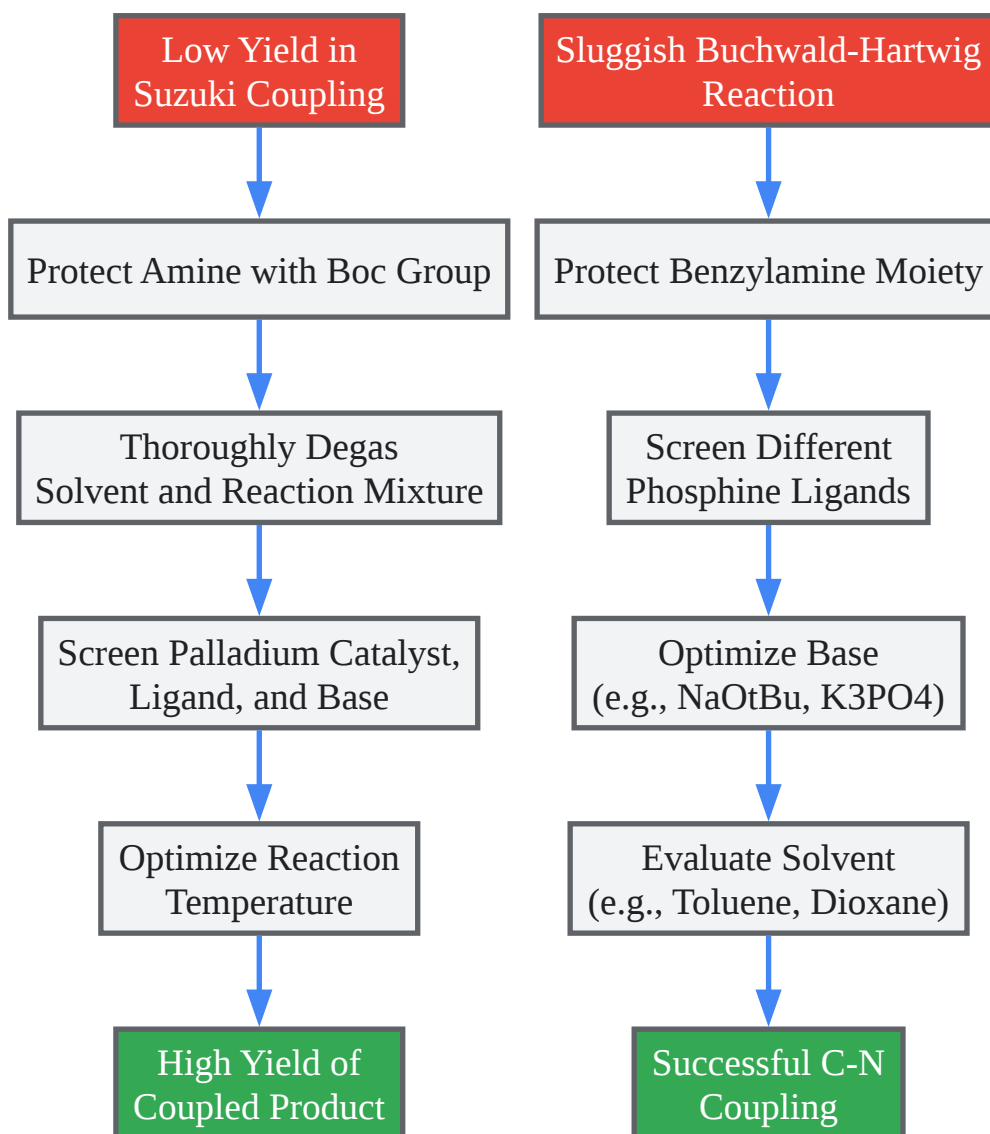 Low Yield in
Suzuki Coupling
Protect Amine with Boc Group
Thoroughly Degas
Solvent and Reaction Mixture
Screen Palladium Catalyst,
Ligand, and Base
Optimize Reaction
Temperature
High Yield of
Coupled Product
Sluggish Buchwald-Hartwig
Reaction
Protect Benzylamine Moiety
Screen Different
Phosphine Ligands
Optimize Base
(e.g., NaOtBu, K3PO4)
Evaluate Solvent
(e.g., Toluene, Dioxane)
Successful C-N
Coupling